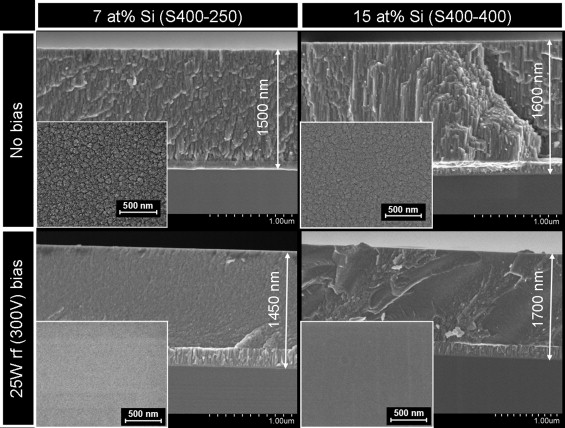 7 at% Si (S400-250)
15 at% Si (S400-400)
No bias
1500 nm
500 nm
1.00um
1600 nm
500 nm
1.00um
25W rf (300V) bias
1450 nm
500 nm
1.00um
1700 nm
500 nm
1.00um